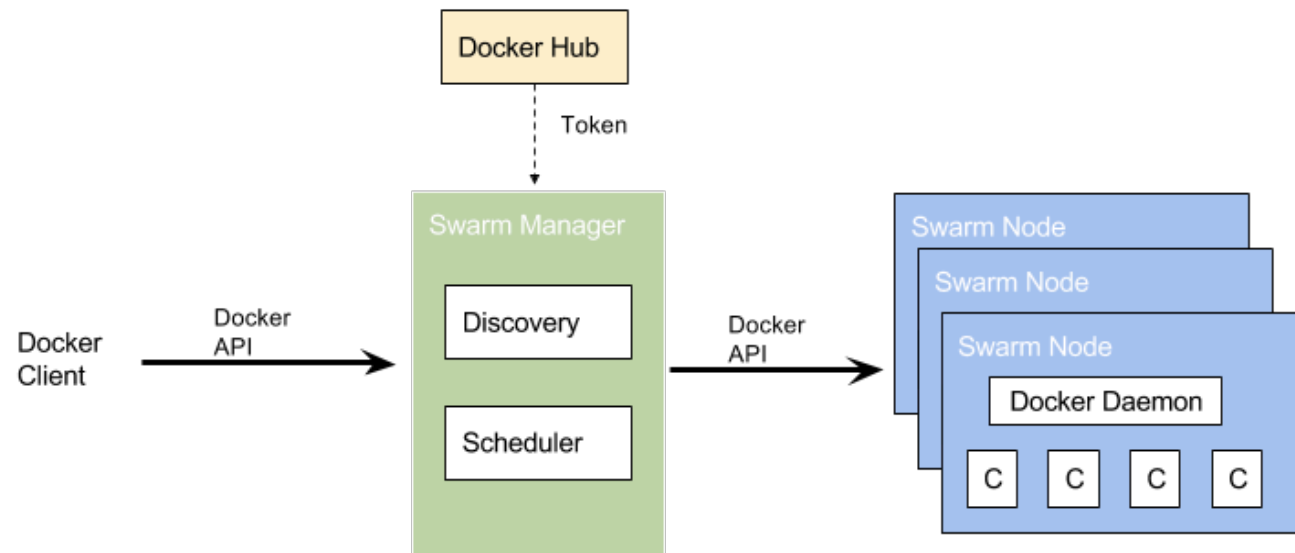 Docker Hub
Token
Swarm Manager
Discovery
Scheduler
Docker
Client
Docker
API
Docker
API
Swarm Node
Swarm Node
Swarm Node
Docker Daemon
C C C C